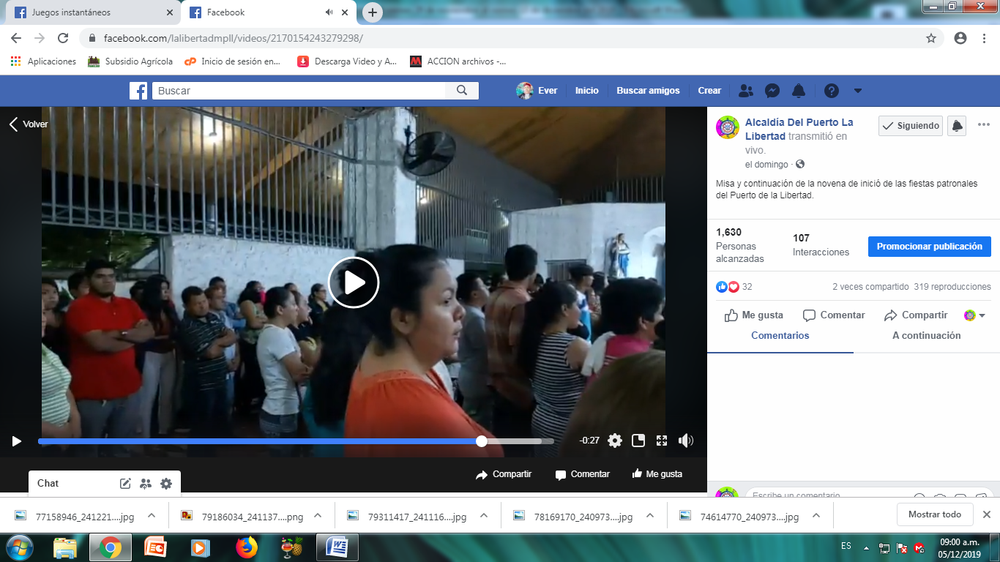 Juegos instantáneos
Facebook
facebook.com/lalibertadmpll/videos/2170154243279298/
Aplicaciones
Subsidio Agrícola
Inicio de sesión en...
Descarga Video y A...
ACCION archivos -...
Buscar
Ever
Inicio
Buscar amigos
Crear
Volver
Alcaldía Del Puerto La
Libertad transmitió en
vivo.
el domingo ·
Siguiendo
Misa y continuación de la novena de inició de las fiestas patronales
del Puerto de la Libertad.
1,630
Personas
alcanzadas
107
Interacciones
Promocionar publicación
32
2 veces compartido 319 reproducciones
Me gusta
Comentar
Compartir
Comentarios
A continuación
-0:27
Compartir
Comentar
Me gusta
Chat
Escribe un comentario
77158946_241221....jpg
79186034_241137....png
79311417_241116....jpg
78169170_240973....jpg
74614770_240973....jpg
Mostrar todo
ES
09:00 a.m.
05/12/2019